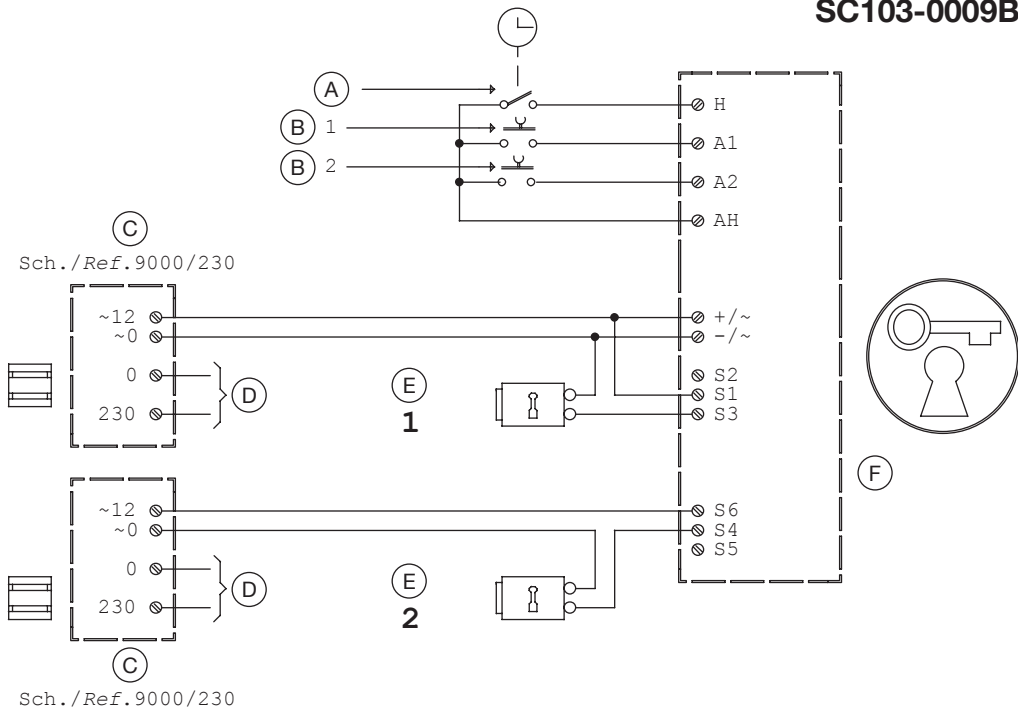 SC103-0009B
A
B 1
B 2
H
A1
A2
AH
C
Sch./Ref.9000/230
~12
~0
0
230
D
E
1
+/~
-/~
S2
S1
S3
F
~12
~0
0
230
D
E
2
S6
S4
S5
C
Sch./Ref.9000/230